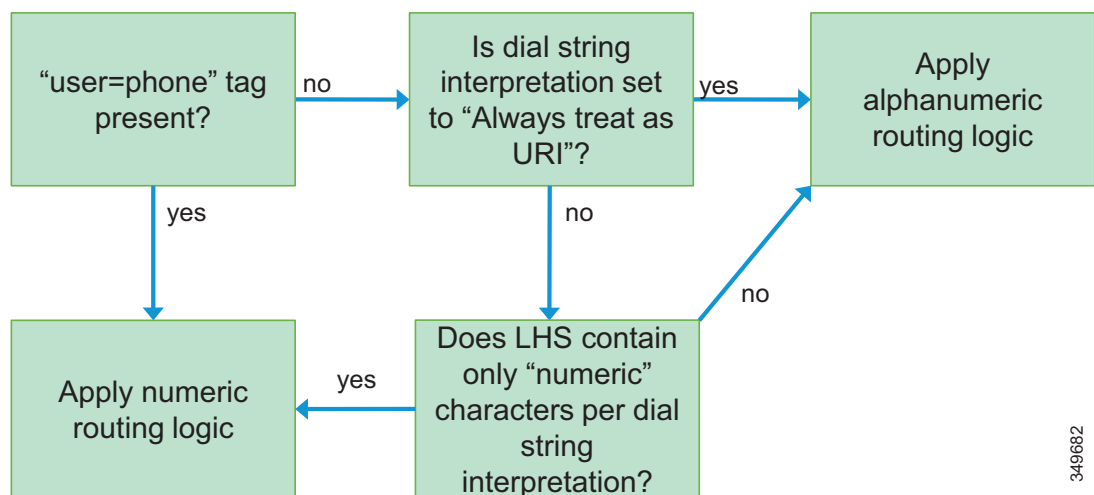 “user=phone” tag
present?
no
Is dial string
interpretation set
to “Always treat as
URI”?
yes
Apply
alphanumeric
routing logic
yes
no
no
Apply numeric
routing logic
yes
Does LHS contain
only “numeric”
characters per dial
string
interpretation?
349682